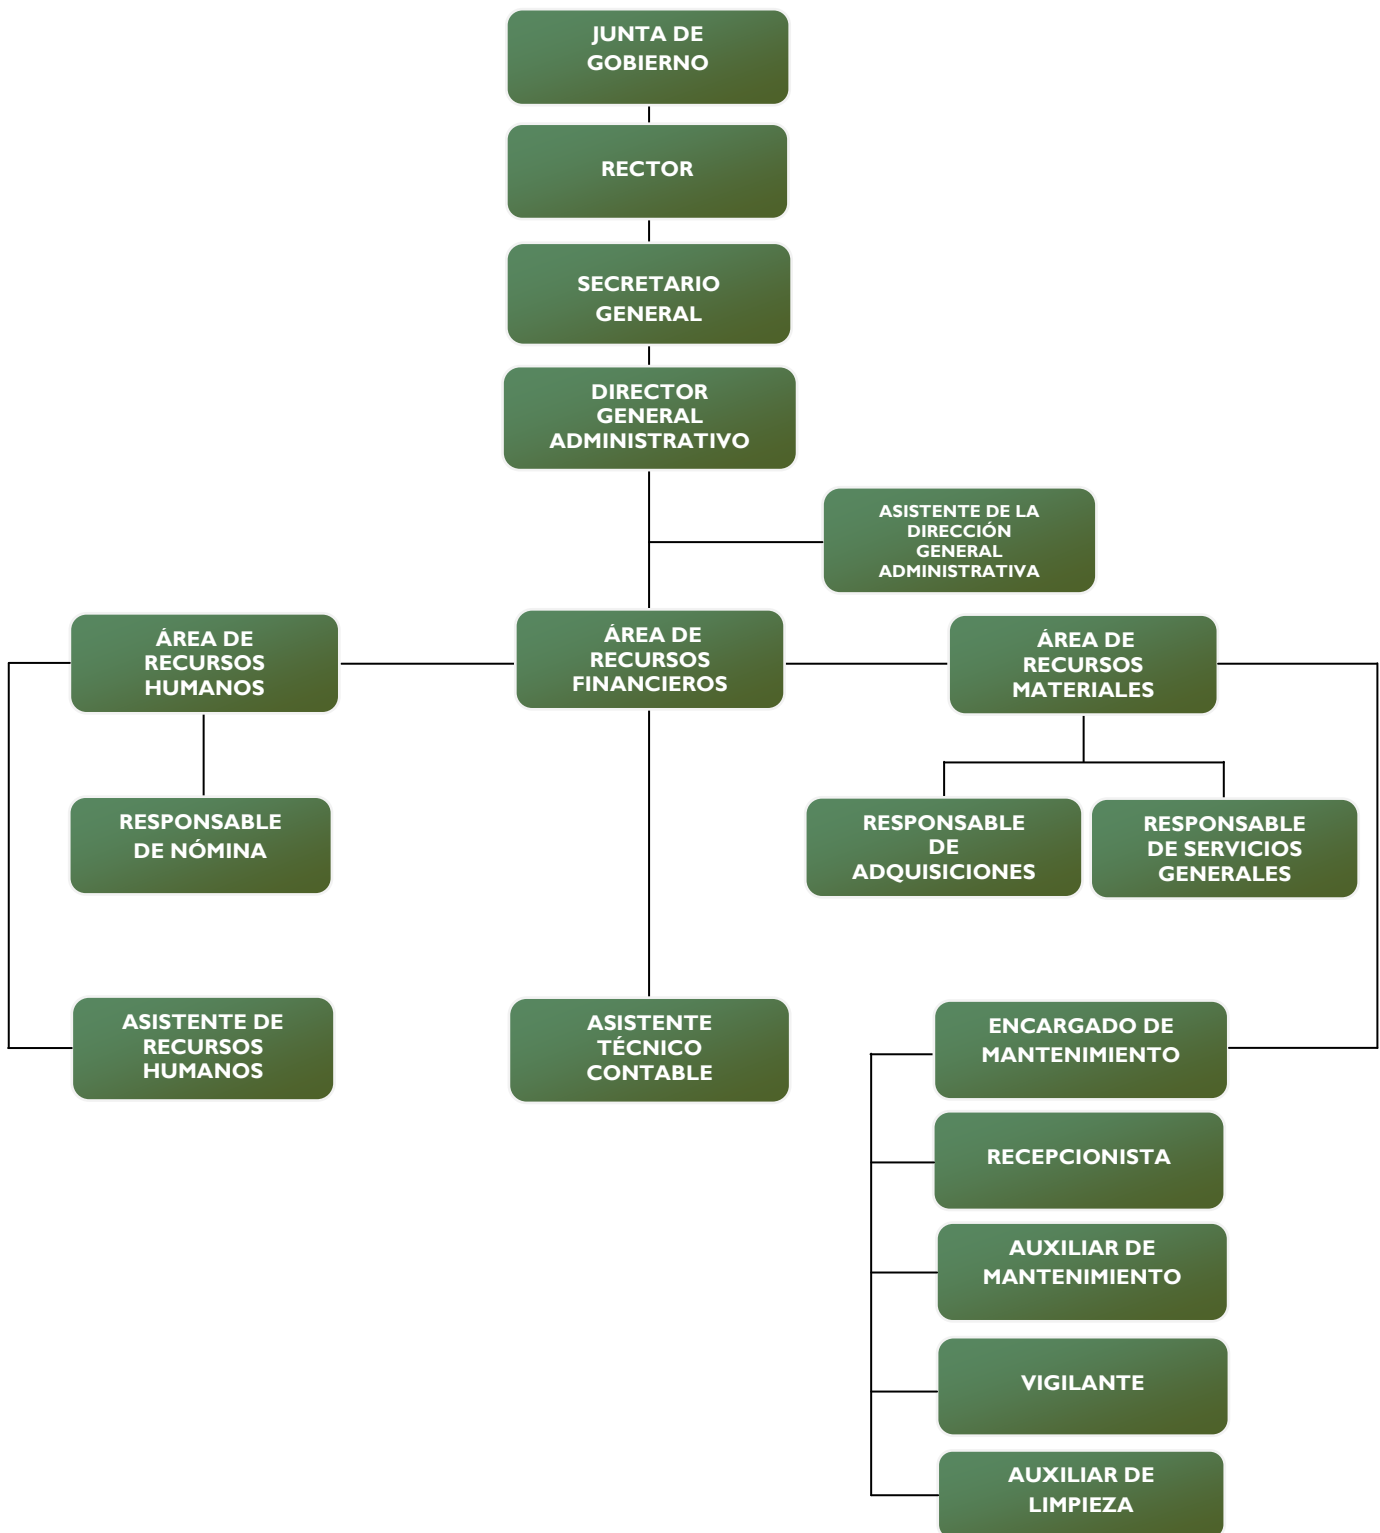 JUNTA DE
GOBIERNO
RECTOR
SECRETARIO
GENERAL
DIRECTOR
GENERAL
ADMINISTRATIVO
ASISTENTE DE LA
DIRECCIÓN
GENERAL
ADMINISTRATIVA
ÁREA DE
RECURSOS
HUMANOS
ÁREA DE
RECURSOS
FINANCIEROS
ÁREA DE
RECURSOS
MATERIALES
RESPONSABLE
DE NÓMINA
RESPONSABLE
DE
ADQUISICIONES
RESPONSABLE
DE SERVICIOS
GENERALES
ASISTENTE DE
RECURSOS
HUMANOS
ASISTENTE
TÉCNICO
CONTABLE
ENCARGADO DE
MANTENIMIENTO
RECEPCIONISTA
AUXILIAR DE
MANTENIMIENTO
VIGILANTE
AUXILIAR DE
LIMPIEZA